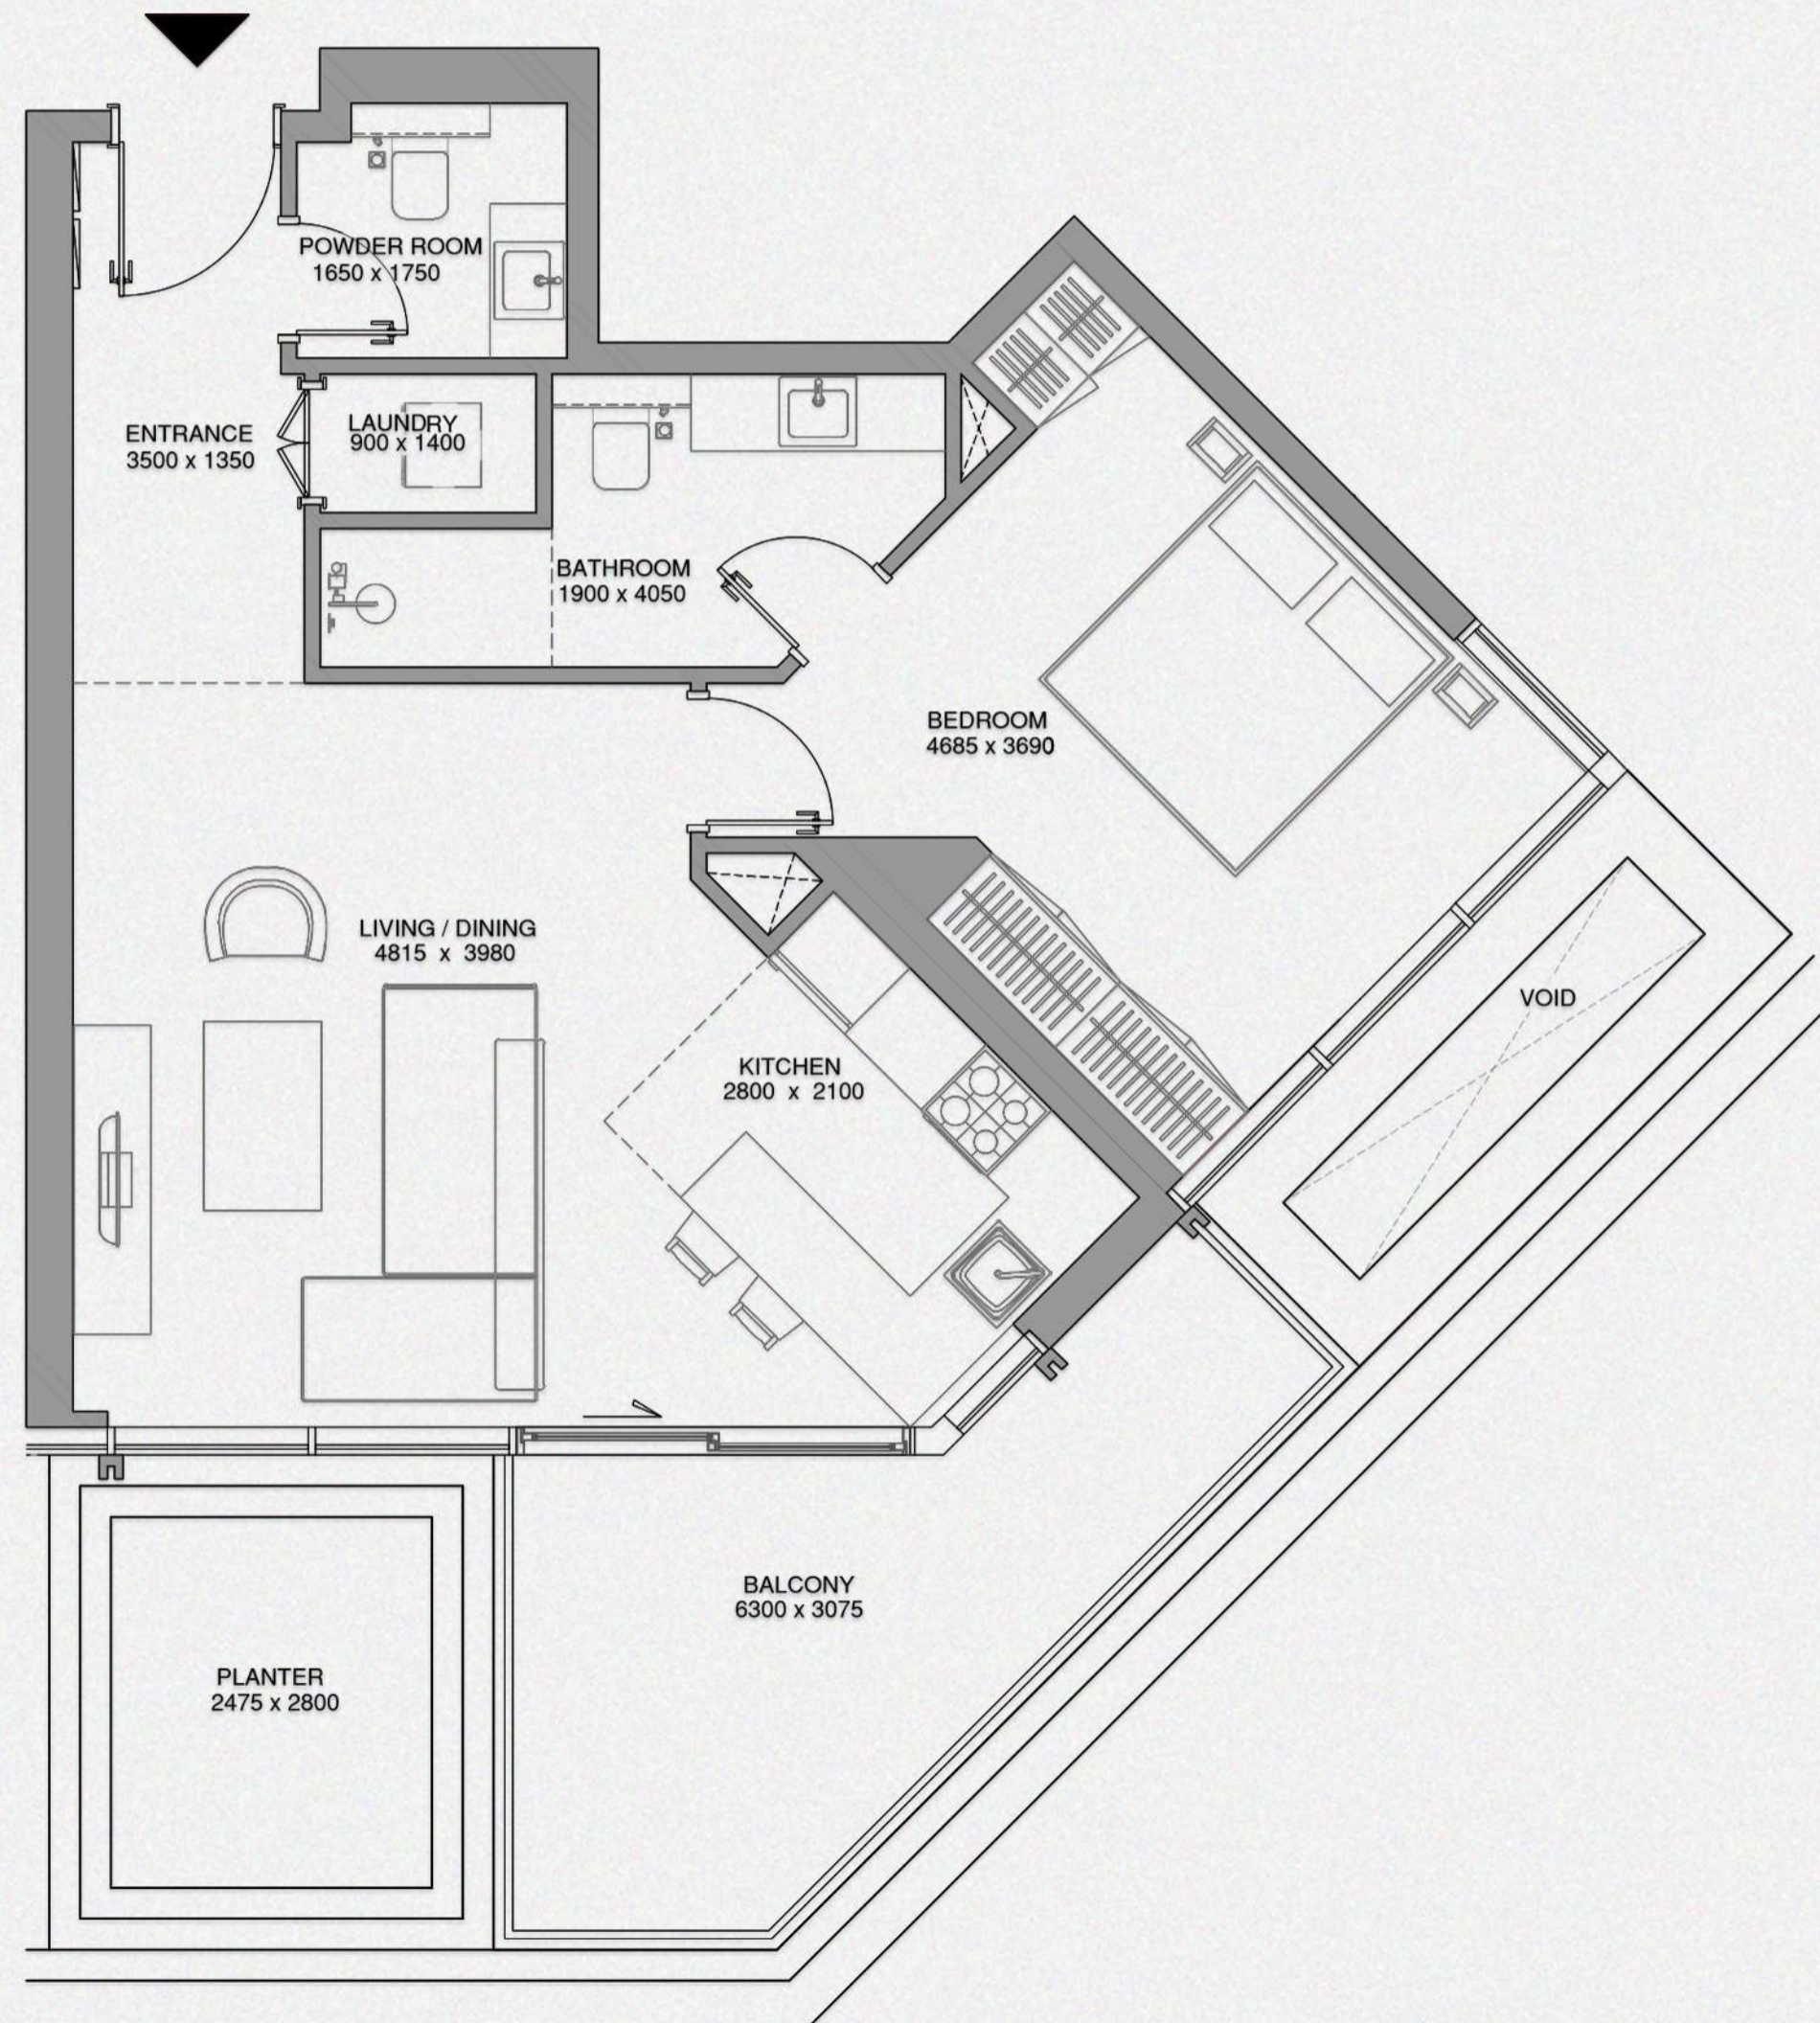 POWDER ROOM
1650 x 1750
ENTRANCE
3500 x 1350
LAUNDRY
900 x 1400
BATHROOM
1900 x 4050
BEDROOM
4685 x 3690
LIVING / DINING
4815 x 3980
VOID
KITCHEN
2800 x 2100
BALCONY
6300 x 3075
PLANTER
2475 x 2800